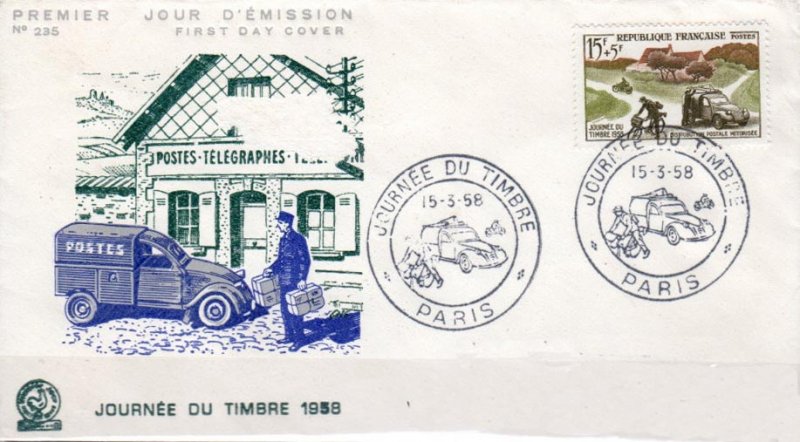 PREMIER JOUR D'ÉMISSION
Nº 235 FIRST DAY COVER
15F+5F RÉPUBLIQUE FRANÇAISE POSTES
JOURNÉE DU
TIMBRE 1958 DISTRIBUTION POSTALE MOTORISÉE
POSTES-TÉLÉGRAPHES-
POSTES
JOURNÉE DU TIMBRE
15-3-58
PARIS
JOURNÉE DU TIMBRE
15-3-58
PARIS
JOURNÉE DU TIMBRE 1958